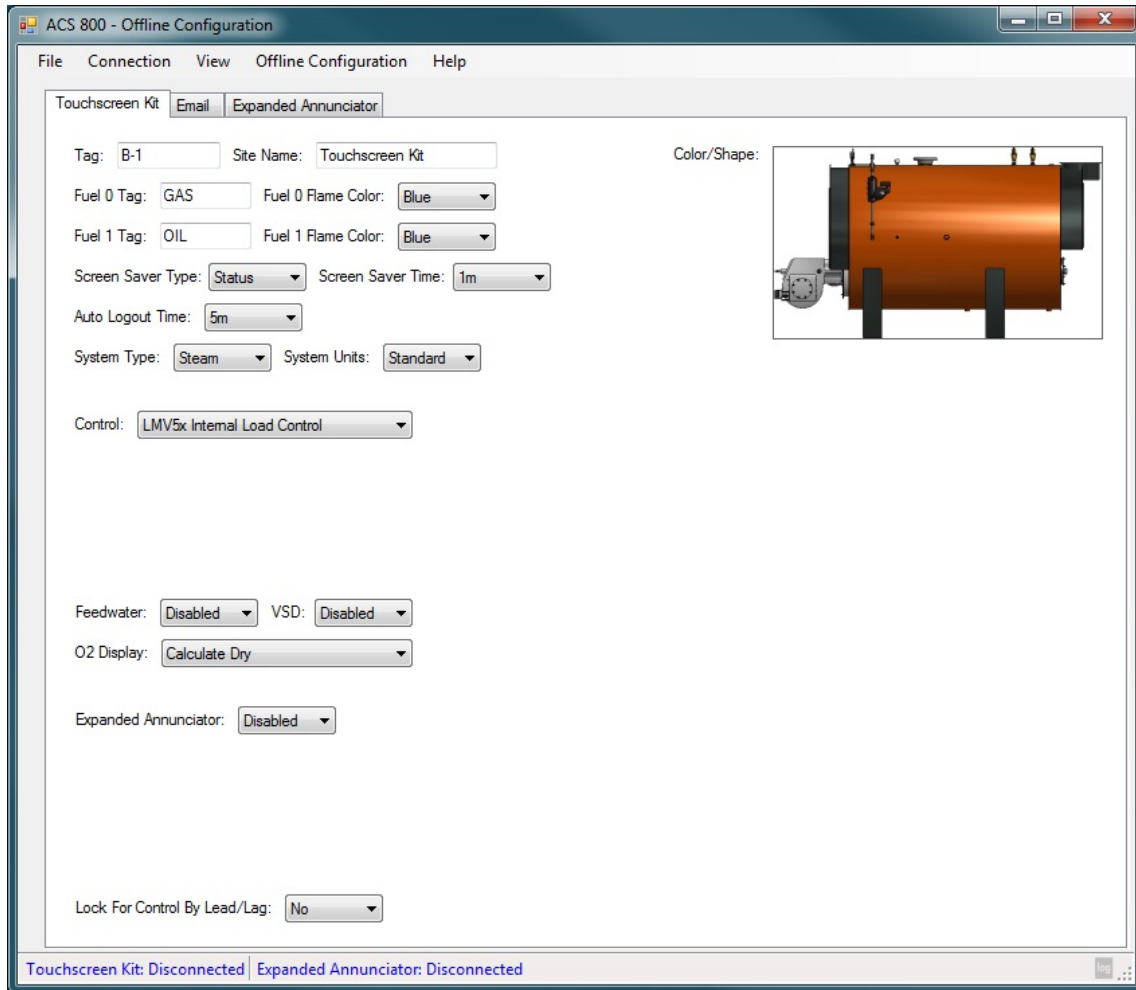 ACS 800 - Offline Configuration
File Connection View Offline Configuration Help
Touchscreen Kit Email Expanded Annunciator
Tag: B-1 Site Name: Touchscreen Kit Color/Shape:
Fuel 0 Tag: GAS Fuel 0 Flame Color: Blue
Fuel 1 Tag: OIL Fuel 1 Flame Color: Blue
Screen Saver Type: Status Screen Saver Time: 1m
Auto Logout Time: 5m
System Type: Steam System Units: Standard
Control: LMV5x Internal Load Control
Feedwater: Disabled VSD: Disabled
O2 Display: Calculate Dry
Expanded Annunciator: Disabled
Lock For Control By Lead/Lag: No
Touchscreen Kit: Disconnected Expanded Annunciator: Disconnected log